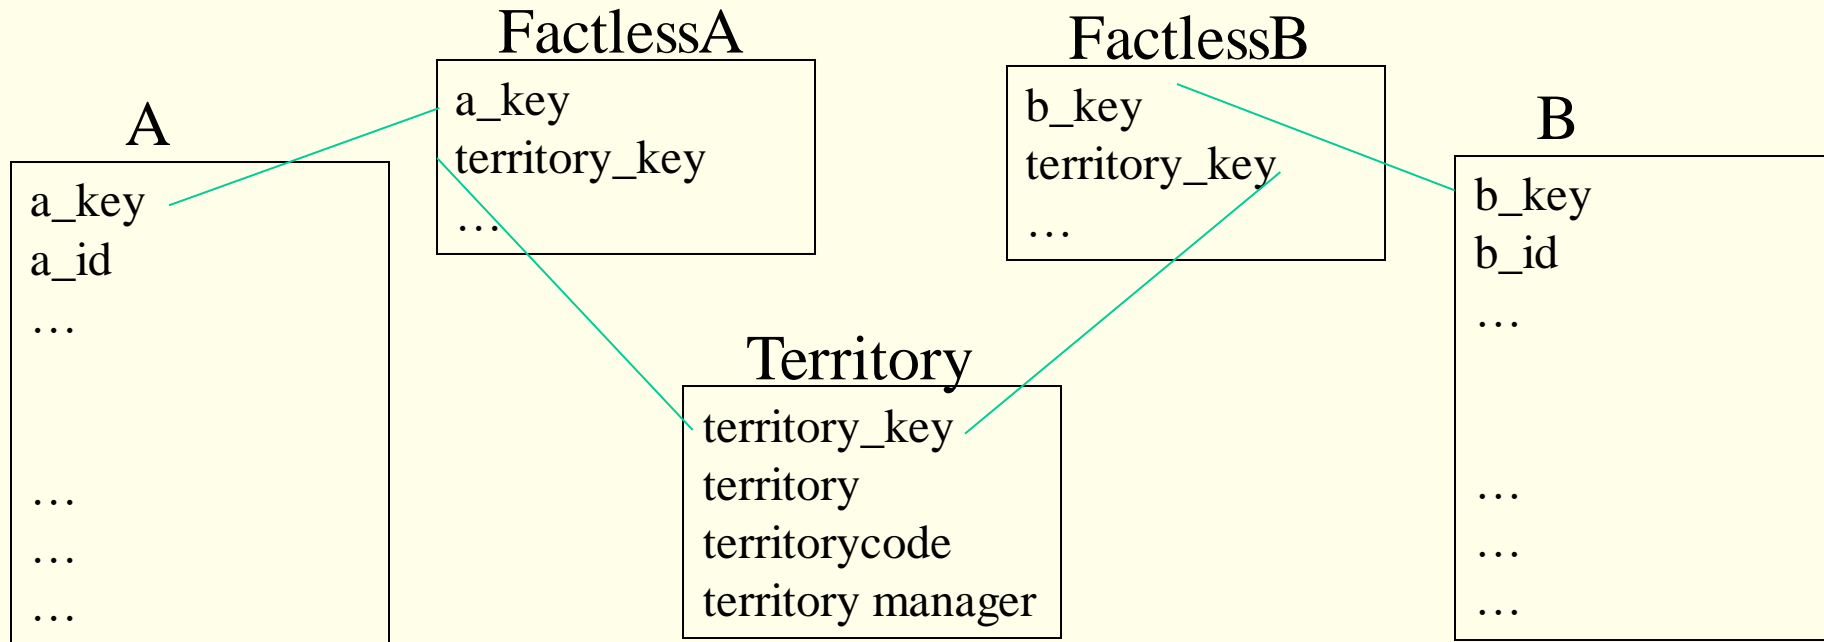 FactlessA
a_key
territory_key
…
FactlessB
b_key
territory_key
…
A
a_key
a_id
…
…
…
…
B
b_key
b_id
…
…
…
…
Territory
territory_key
territory
territorycode
territory manager